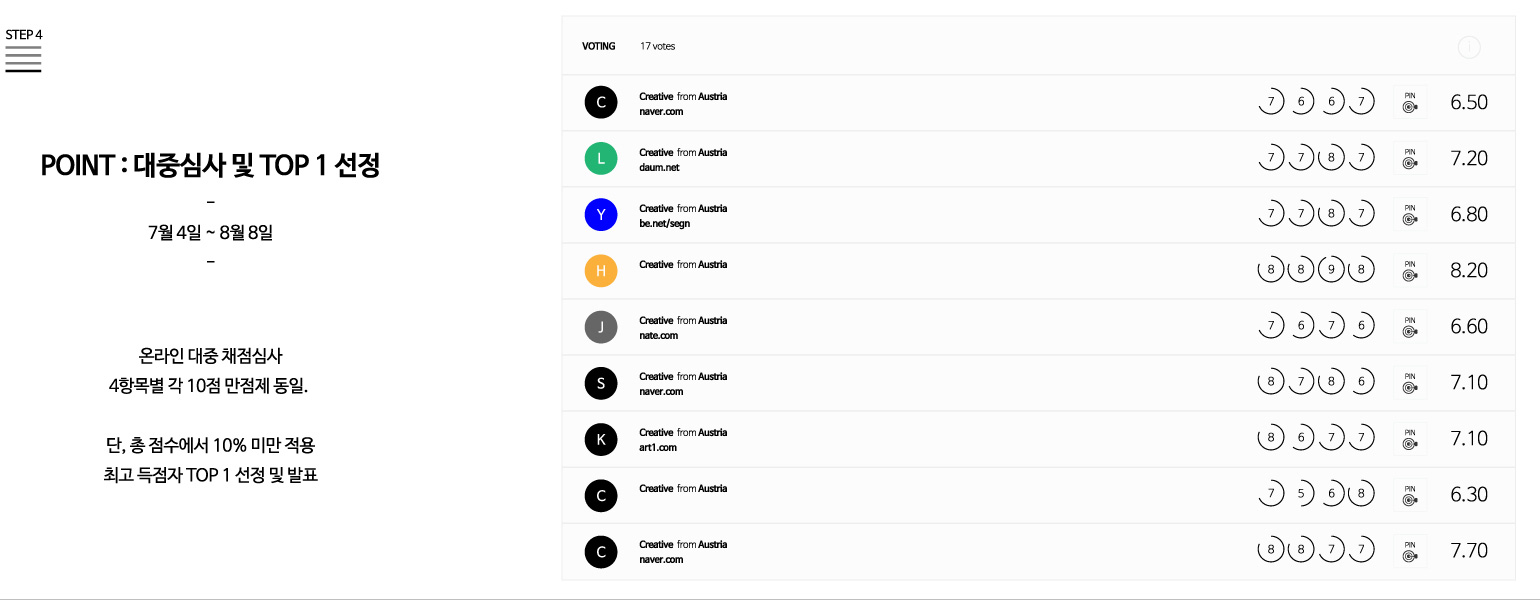 STEP 4
POINT : 대중심사 및 TOP 1 선정
–
7월 4일 ~ 8월 8일
–
온라인 대중 채점심사
4항목별 각 10점 만점제 동일.
단, 총 점수에서 10% 미만 적용
최고 득점자 TOP 1 선정 및 발표
VOTING 17 votes
C Creative from Austria 7 6 6 7 PIN 6.50
naver.com
L Creative from Austria 7 7 8 7 PIN 7.20
daum.net
Y Creative from Austria 7 7 8 7 PIN 6.80
be.net/segn
H Creative from Austria 8 8 9 8 PIN 8.20
J Creative from Austria 7 6 7 6 PIN 6.60
nate.com
S Creative from Austria 8 7 8 6 PIN 7.10
naver.com
K Creative from Austria 8 6 7 7 PIN 7.10
art1.com
C Creative from Austria 7 5 6 8 PIN 6.30
C Creative from Austria 8 8 7 7 PIN 7.70
naver.com